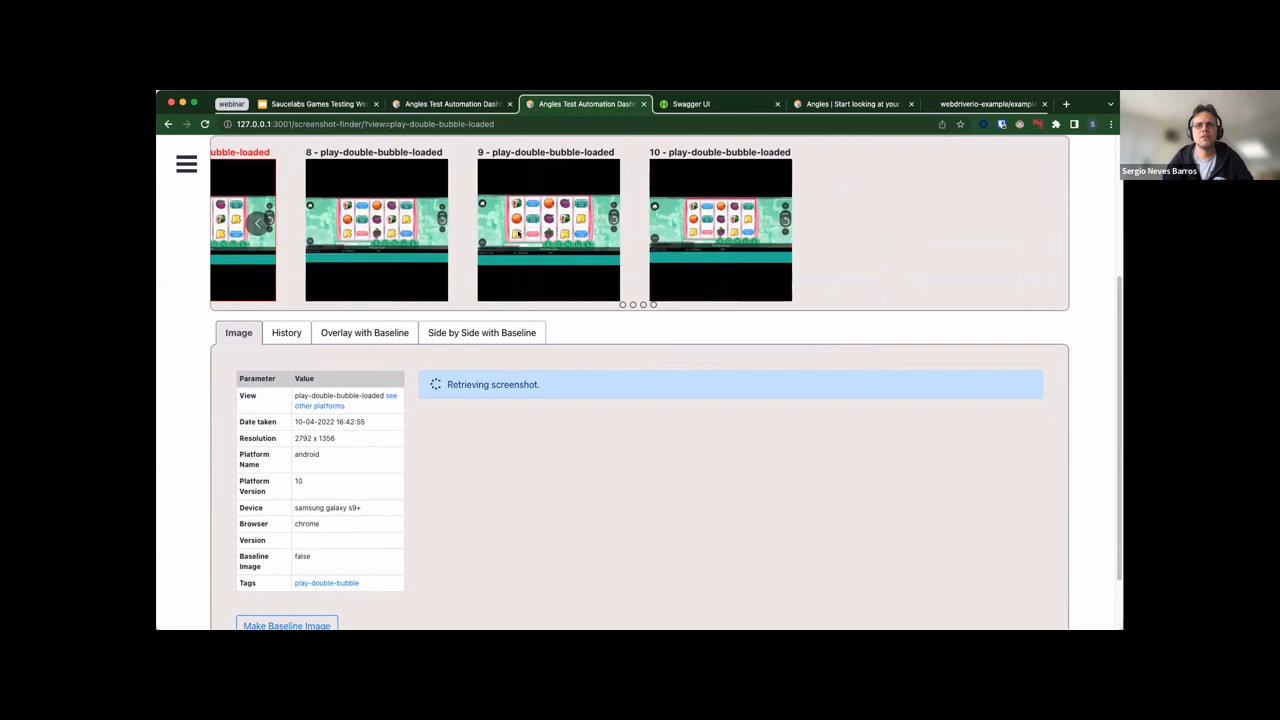 webinar
Saucelabs Games Testing We
Angles Test Automation Dash
Angles Test Automation Dash
Swagger UI
Angles | Start looking at your
webdriverio-example/exampl
127.0.0.1:3001/screenshot-finder/?view=play-double-bubble-loaded
S
Sergio Neves Barros
ubble-loaded
8 - play-double-bubble-loaded
9 - play-double-bubble-loaded
10 - play-double-bubble-loaded
Image
History
Overlay with Baseline
Side by Side with Baseline
Parameter Value
View play-double-bubble-loaded see
other platforms
Date taken 10-04-2022 16:42:55
Resolution 2792 x 1356
Platform
Name android
Platform
Version 10
Device samsung galaxy s9+
Browser chrome
Version
Baseline
Image false
Tags play-double-bubble
Retrieving screenshot.
Make Baseline Image